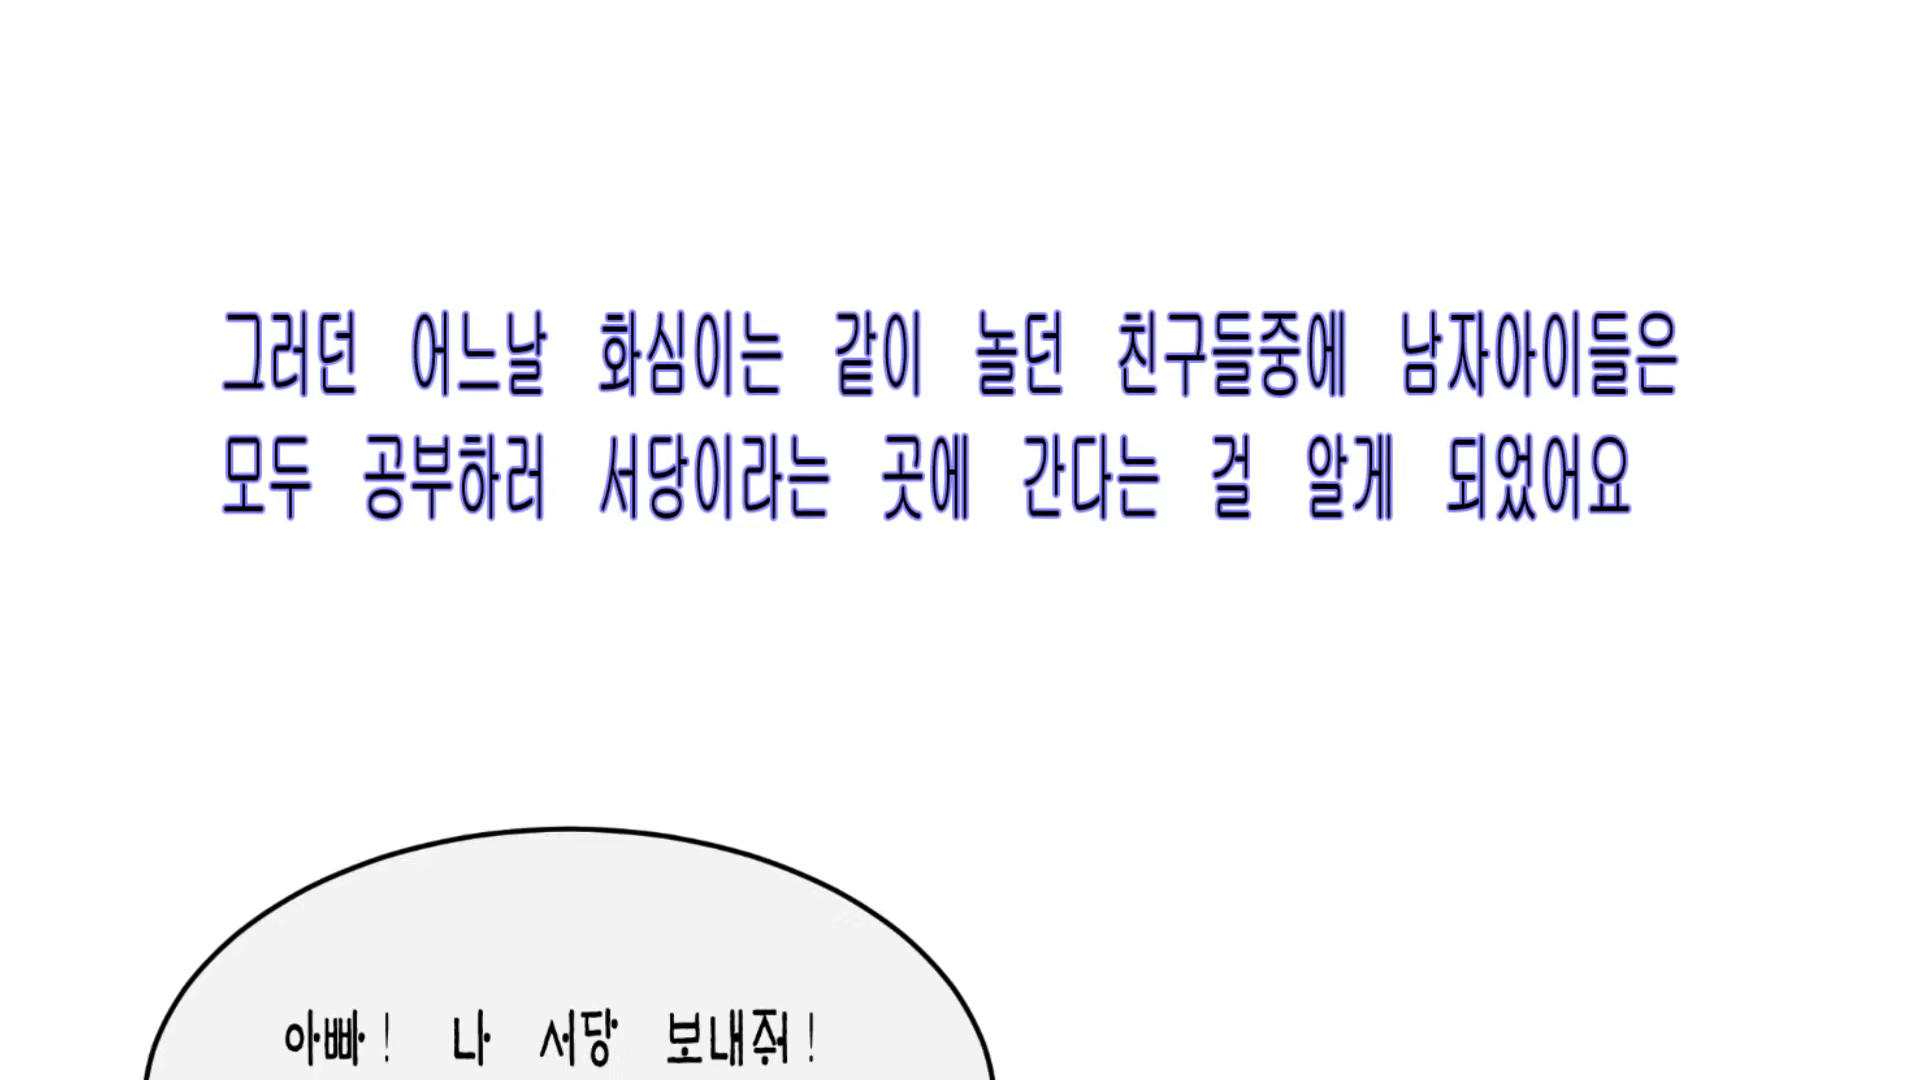 그러던 어느날 화심이는 같이 놀던 친구들중에 남자아이들은
모두 공부하러 서당이라는 곳에 간다는 걸 알게 되었어요
아빠! 나 서당 보내줘!